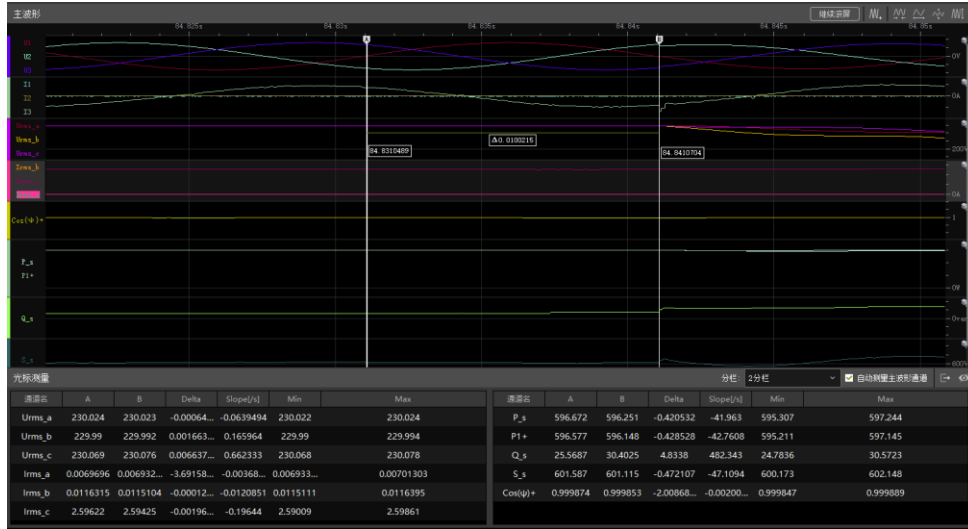 主波形
继续滚屏
84.825s 84.83s 84.835s 84.84s 84.845s 84.85s
A B
U1
U2
U3
0V
I1
I2
I3
0A
Urms_a
Urms_b
Urms_c
200V
84.8310489
Δ0.0100215
84.8410704
Irms_b
0A
Cos(ψ)+
1
P_s
P1+
0W
Q_s
0var
S_s
光标测量
分栏: 2分栏
自动测量主波形通道
通道名 A B Delta Slope[/s] Min Max
Urms_a 230.024 230.023 -0.00064... -0.0639494 230.022 230.024
Urms_b 229.99 229.992 0.001663... 0.165964 229.99 229.994
Urms_c 230.069 230.076 0.006637... 0.662333 230.068 230.078
Irms_a 0.0069696 0.006932... -3.69158... -0.00368... 0.006933... 0.00701303
Irms_b 0.0116315 0.0115104 -0.00012... -0.0120851 0.0115111 0.0116395
Irms_c 2.59622 2.59425 -0.00196... -0.19644 2.59009 2.59861
通道名 A B Delta Slope[/s] Min Max
P_s 596.672 596.251 -0.420532 -41.963 595.307 597.244
P1+ 596.577 596.148 -0.428528 -42.7608 595.211 597.145
Q_s 25.5687 30.4025 4.8338 482.343 24.7836 30.5723
S_s 601.587 601.115 -0.472107 -47.1094 600.173 602.148
Cos(ψ)+ 0.999874 0.999853 -2.00868... -0.00200... 0.999847 0.999889